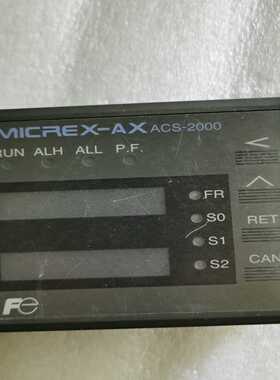 MICREX-AX ACS-2000
RUN ALH ALL P.F.
FR
S0
S1
RET
S2
CAN
Fe